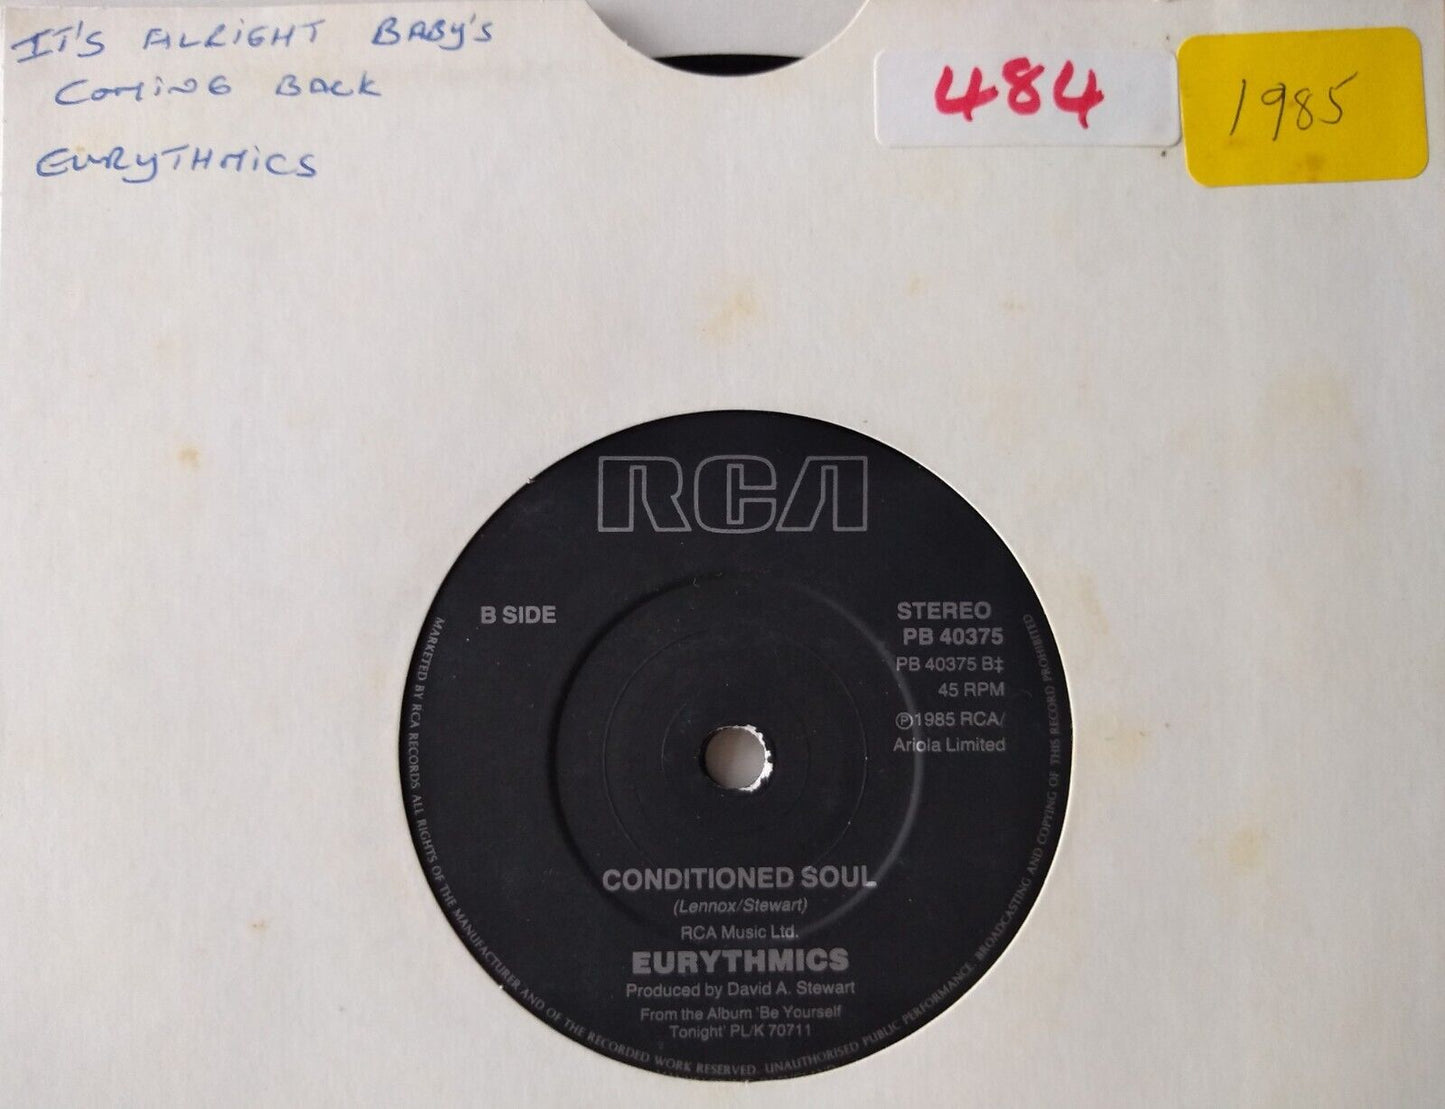 IT'S ALRIGHT BABY'S
COMING BACK
EURYTHMICS
484
1985
RCA
B SIDE
STEREO
PB 40375
PB 40375 B‡
45 RPM
℗1985 RCA/
Ariola Limited
CONDITIONED SOUL
(Lennox/Stewart)
RCA Music Ltd.
EURYTHMICS
Produced by David A. Stewart
From the Album 'Be Yourself
Tonight' PL/K 70711
MARKETED BY RCA RECORDS ALL RIGHTS OF THE MANUFACTURER AND OF THE RECORDED WORK RESERVED. UNAUTHORISED PUBLIC PERFORMANCE, BROADCASTING AND COPYING OF THIS RECORD PROHIBITED